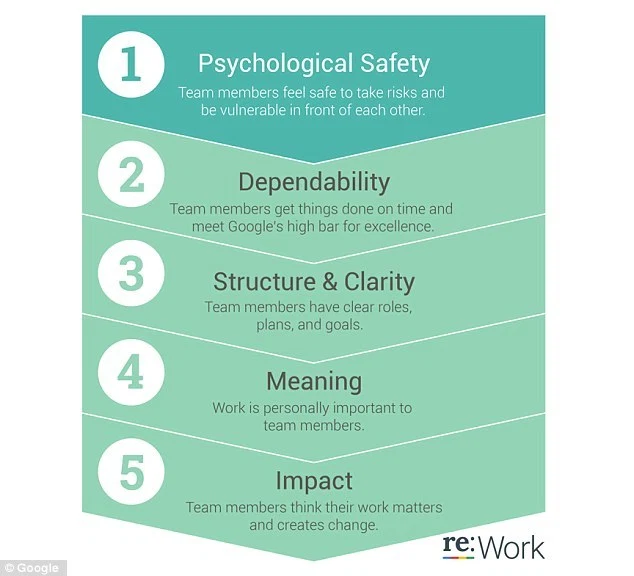 1
Psychological Safety
Team members feel safe to take risks and
be vulnerable in front of each other.
2
Dependability
Team members get things done on time and
meet Google's high bar for excellence.
3
Structure & Clarity
Team members have clear roles,
plans, and goals.
4
Meaning
Work is personally important to
team members.
5
Impact
Team members think their work matters
and creates change.
re:Work
© Google